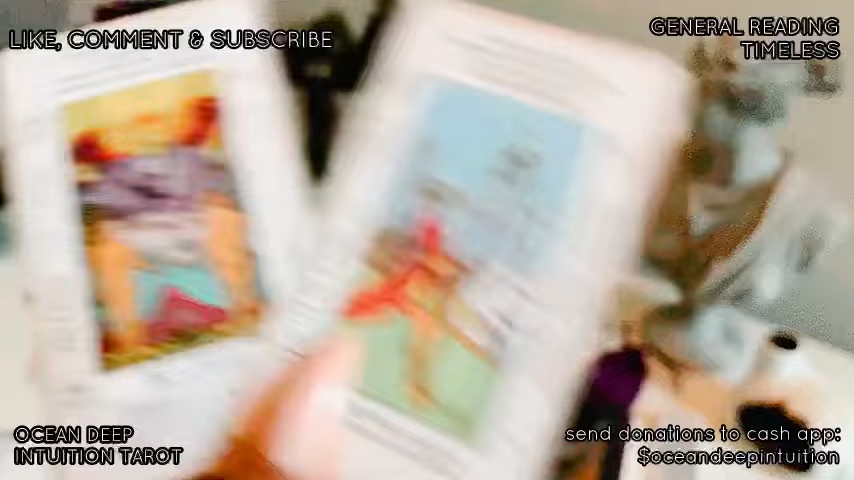 LIKE, COMMENT & SUBSCRIBE
GENERAL READING
TIMELESS
OCEAN DEEP
INTUITION TAROT
send donations to cash app:
$oceandeepintuition